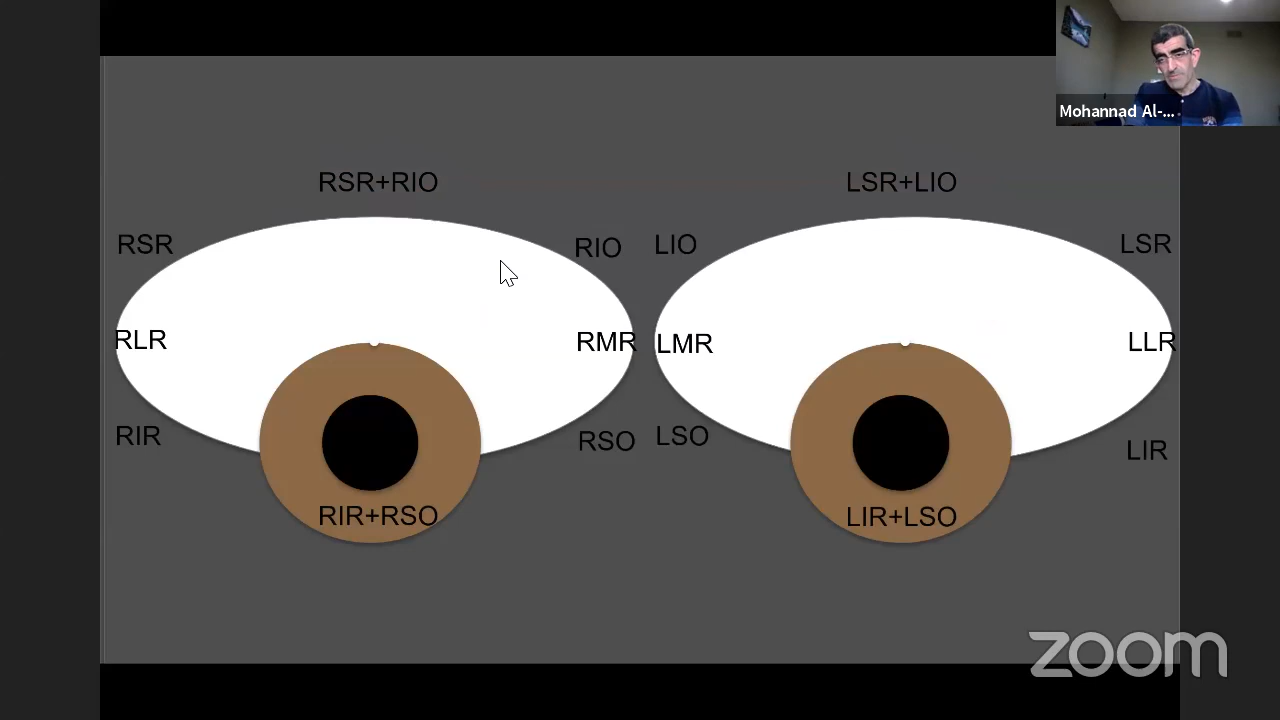 Mohannad Al-...
RSR+RIO
LSR+LIO
RSR
RIO
LIO
LSR
RLR
RMR
LMR
LLR
RIR
RSO
LSO
LIR
RIR+RSO
LIR+LSO
zoom